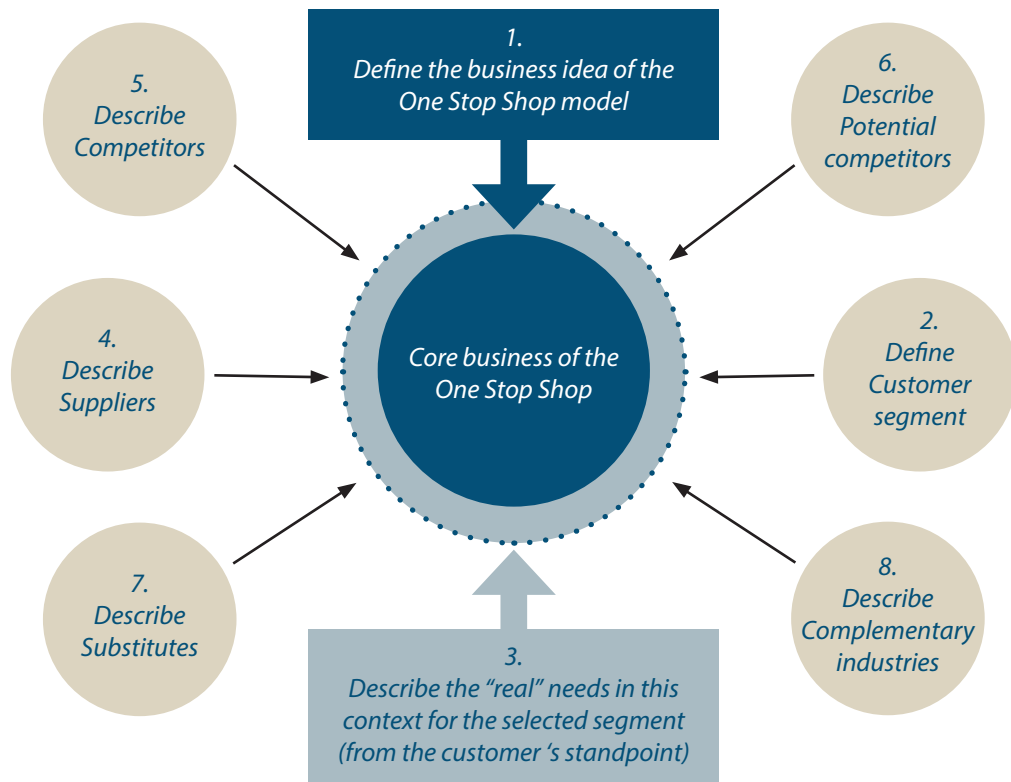 1.
Define the business idea of the
One Stop Shop model
5.
Describe
Competitors
6.
Describe
Potential
competitors
4.
Describe
Suppliers
Core business of the
One Stop Shop
2.
Define
Customer
segment
7.
Describe
Substitutes
3.
Describe the “real” needs in this
context for the selected segment
(from the customer ‘s standpoint)
8.
Describe
Complementary
industries